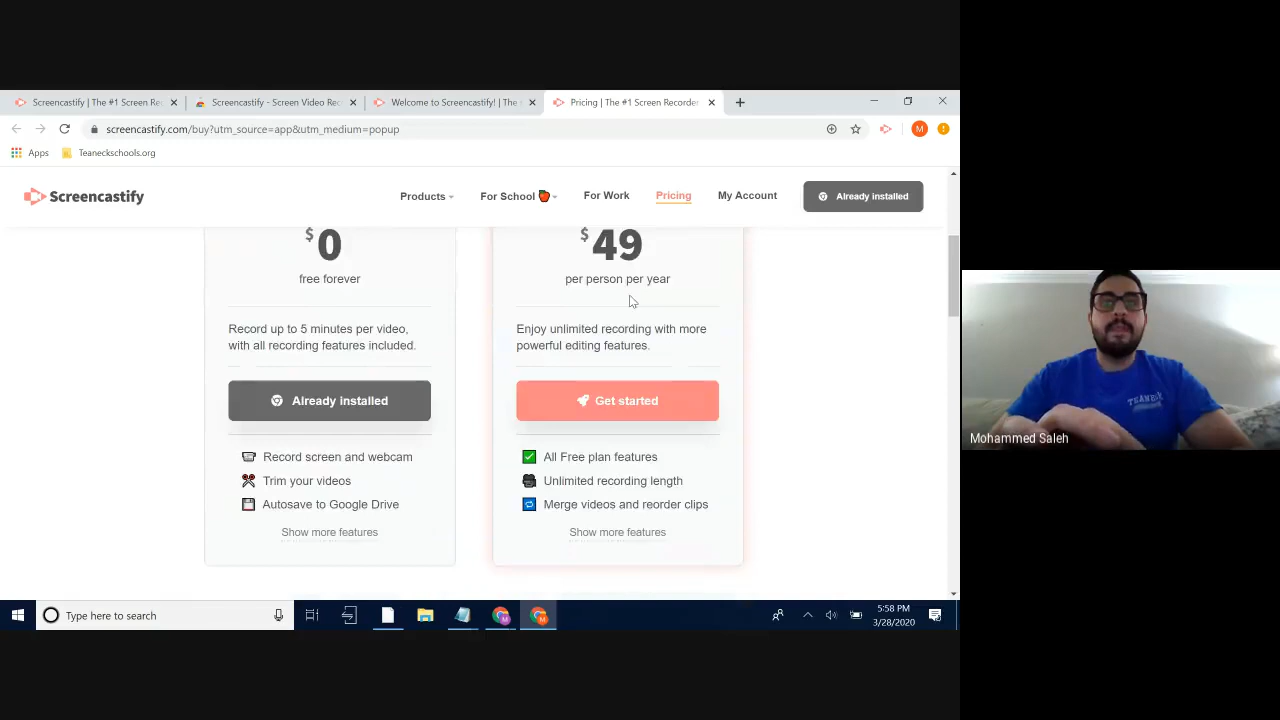 Screencastify | The #1 Screen Re
Screencastify - Screen Video Rec
Welcome to Screencastify! | The
Pricing | The #1 Screen Recorder
screencastify.com/buy?utm_source=app&utm_medium=popup
M
Apps
Teaneckschools.org
Screencastify
Products
For School
For Work
Pricing
My Account
Already installed
$0
free forever
Record up to 5 minutes per video,
with all recording features included.
Already installed
Record screen and webcam
Trim your videos
Autosave to Google Drive
Show more features
$49
per person per year
Enjoy unlimited recording with more
powerful editing features.
Get started
All Free plan features
Unlimited recording length
Merge videos and reorder clips
Show more features
TEANECK
Mohammed Saleh
Type here to search
5:58 PM
3/28/2020